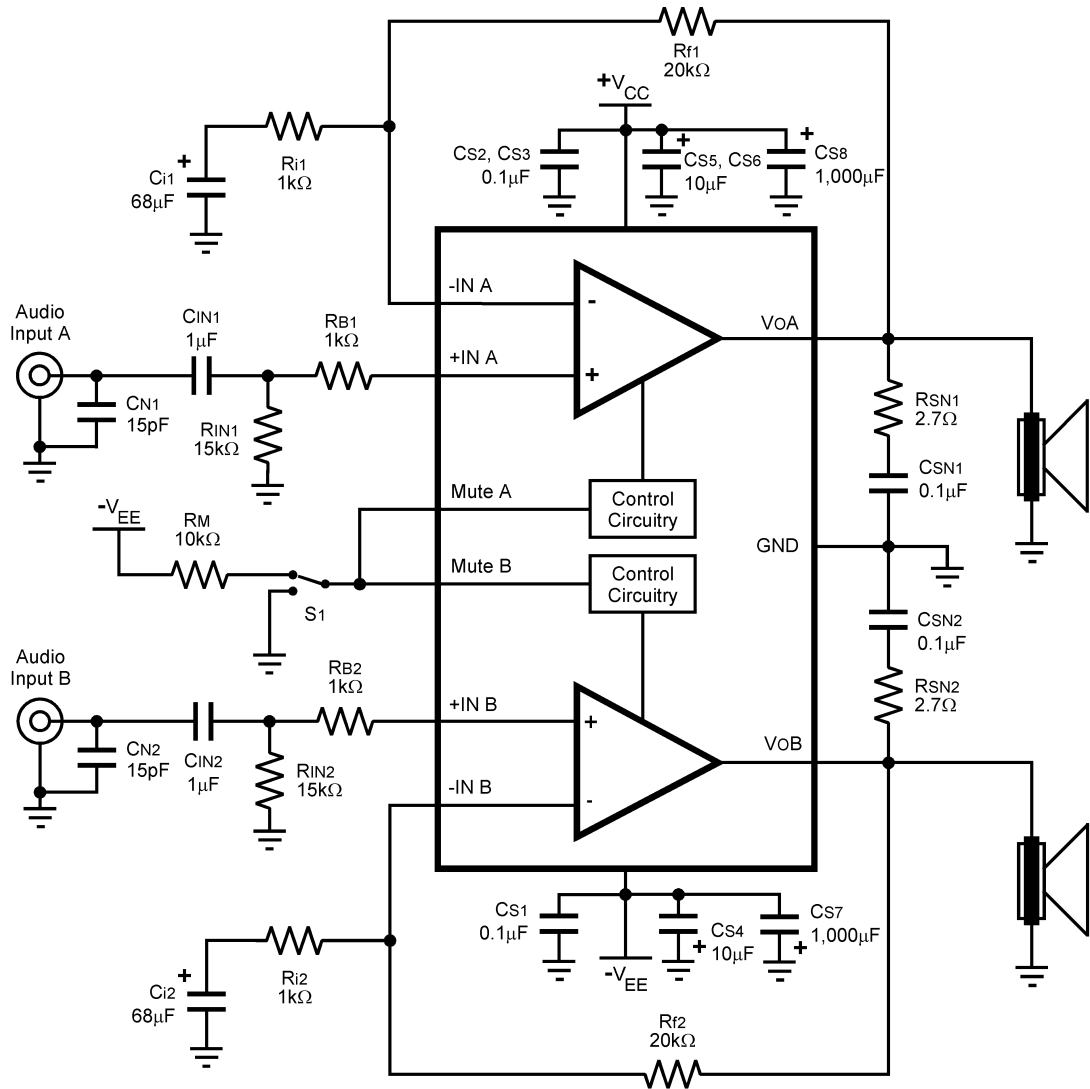 Rf1
20kΩ
+VCC
Ri1
1kΩ
Ci1
68µF
+
CS2, CS3
0.1µF
+
CS5, CS6
10µF
+
CS8
1,000µF
-IN A
-
Audio
Input A
CIN1
1µF
RB1
1kΩ
+IN A
+
VOA
CN1
15pF
RIN1
15kΩ
RSN1
2.7Ω
CSN1
0.1µF
Mute A
Control
Circuitry
-VEE
RM
10kΩ
GND
Mute B
Control
Circuitry
S1
CSN2
0.1µF
Audio
Input B
RB2
1kΩ
RSN2
2.7Ω
+IN B
+
VOB
CN2
15pF
CIN2
1µF
RIN2
15kΩ
-IN B
-
CS1
0.1µF
CS4
10µF
+
CS7
1,000µF
+
-VEE
Ri2
1kΩ
Ci2
68µF
+
Rf2
20kΩ